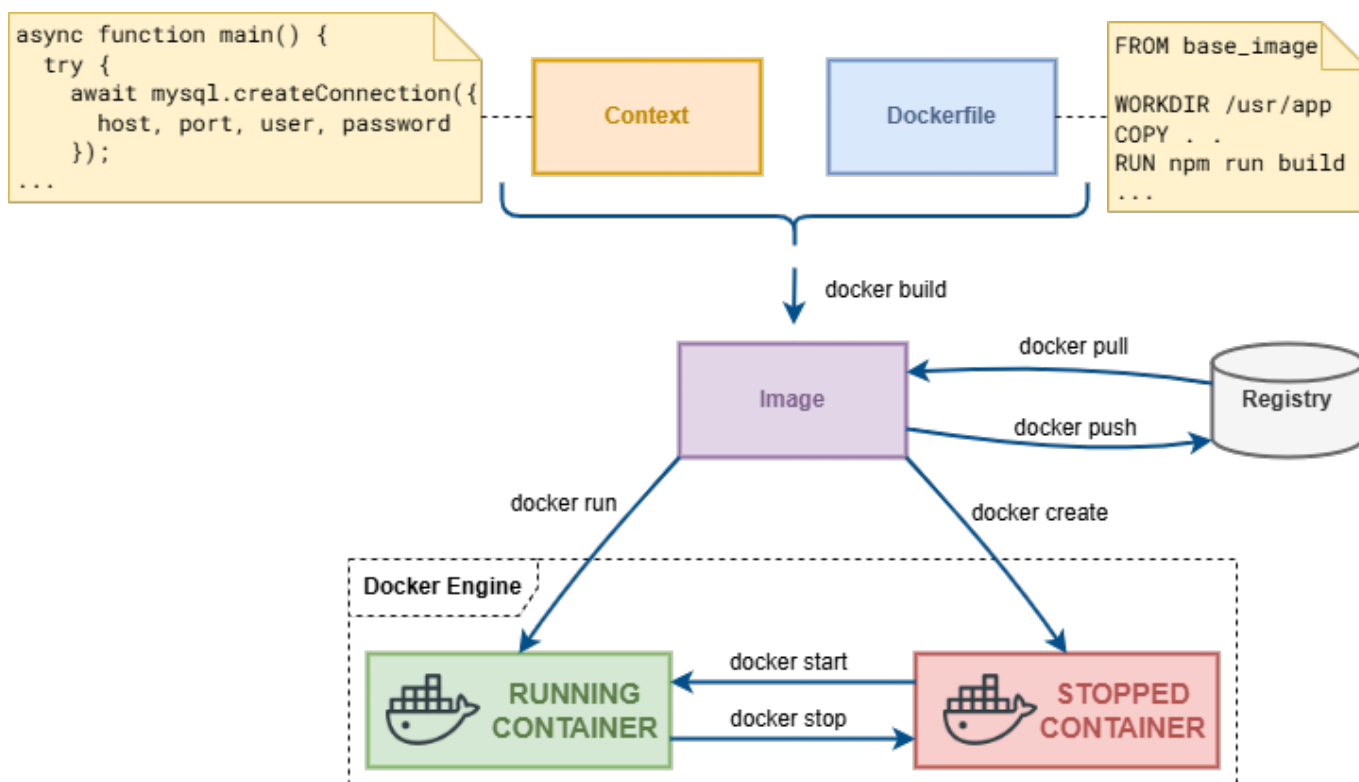 async function main() {
try {
await mysql.createConnection({
host, port, user, password
});
...
Context
Dockerfile
FROM base_image
WORKDIR /usr/app
COPY . .
RUN npm run build
...
docker build
Image
docker pull
docker push
Registry
docker run
docker create
Docker Engine
RUNNING
CONTAINER
docker start
docker stop
STOPPED
CONTAINER